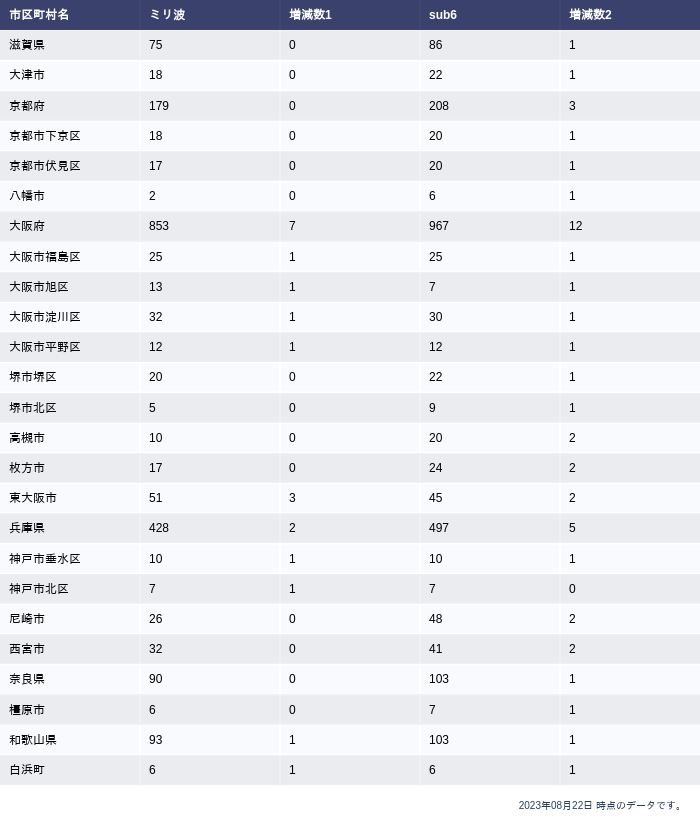 市区町村名 ミリ波 増減数1 sub6 増減数2
滋賀県 75 0 86 1
大津市 18 0 22 1
京都府 179 0 208 3
京都市下京区 18 0 20 1
京都市伏見区 17 0 20 1
八幡市 2 0 6 1
大阪府 853 7 967 12
大阪市福島区 25 1 25 1
大阪市旭区 13 1 7 1
大阪市淀川区 32 1 30 1
大阪市平野区 12 1 12 1
堺市堺区 20 0 22 1
堺市北区 5 0 9 1
高槻市 10 0 20 2
枚方市 17 0 24 2
東大阪市 51 3 45 2
兵庫県 428 2 497 5
神戸市垂水区 10 1 10 1
神戸市北区 7 1 7 0
尼崎市 26 0 48 2
西宮市 32 0 41 2
奈良県 90 0 103 1
橿原市 6 0 7 1
和歌山県 93 1 103 1
白浜町 6 1 6 1
2023年08月22日 時点のデータです。